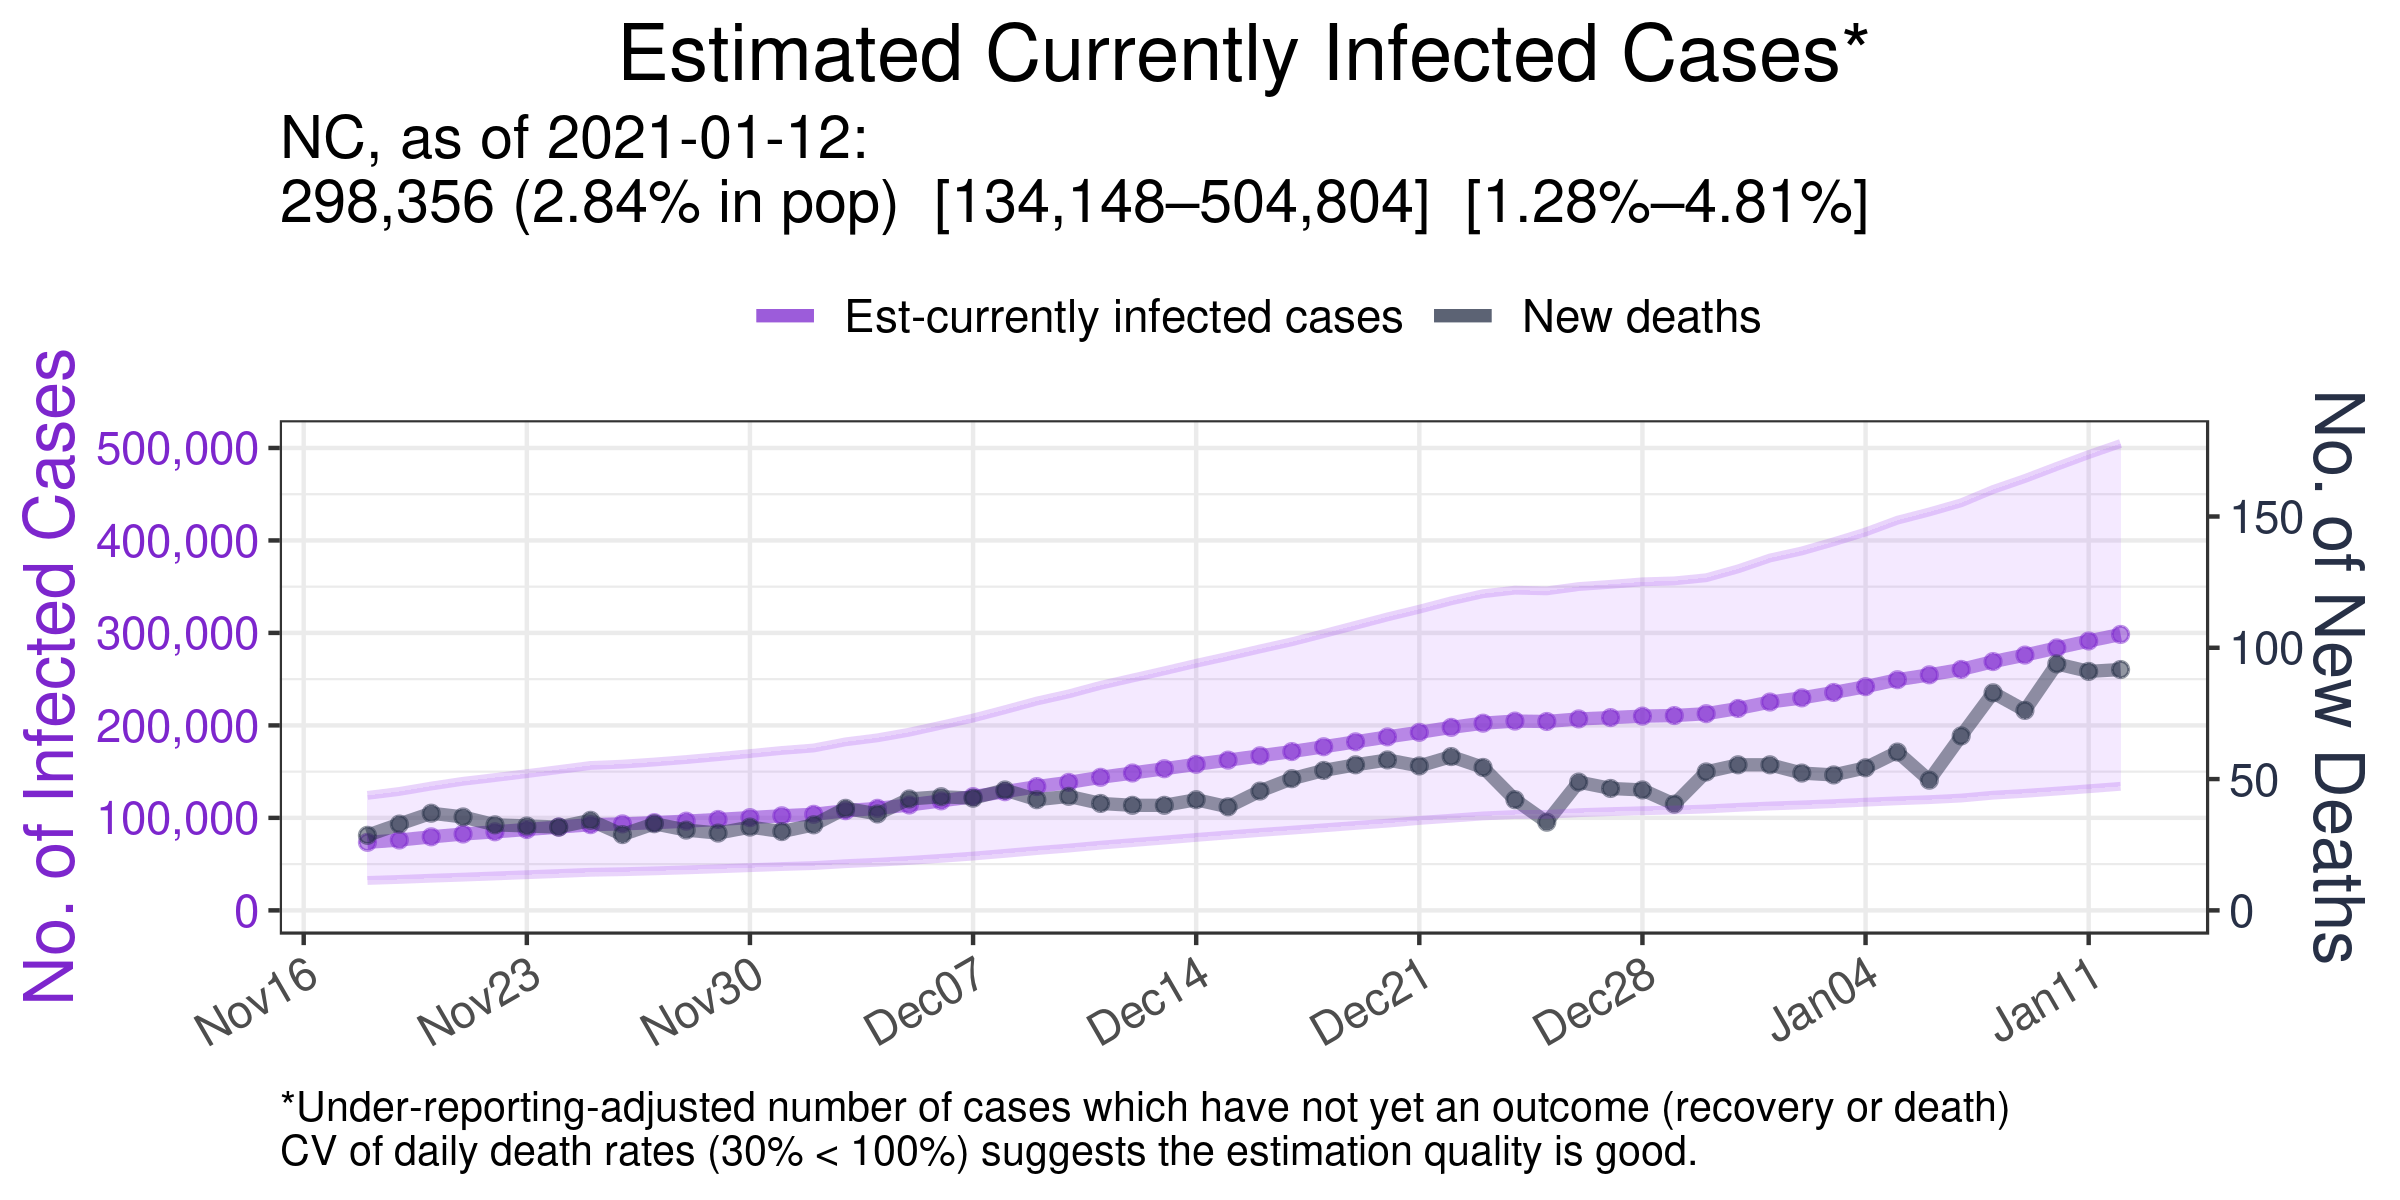 Estimated Currently Infected Cases*
NC, as of 2021-01-12:
298,356 (2.84% in pop)  [134,148–504,804]  [1.28%–4.81%]
Est-currently infected cases
New deaths
No. of Infected Cases
500,000
400,000
300,000
200,000
100,000
0
No. of New Deaths
150
100
50
0
Nov16
Nov23
Nov30
Dec07
Dec14
Dec21
Dec28
Jan04
Jan11
*Under-reporting-adjusted number of cases which have not yet an outcome (recovery or death)
CV of daily death rates (30% < 100%) suggests the estimation quality is good.